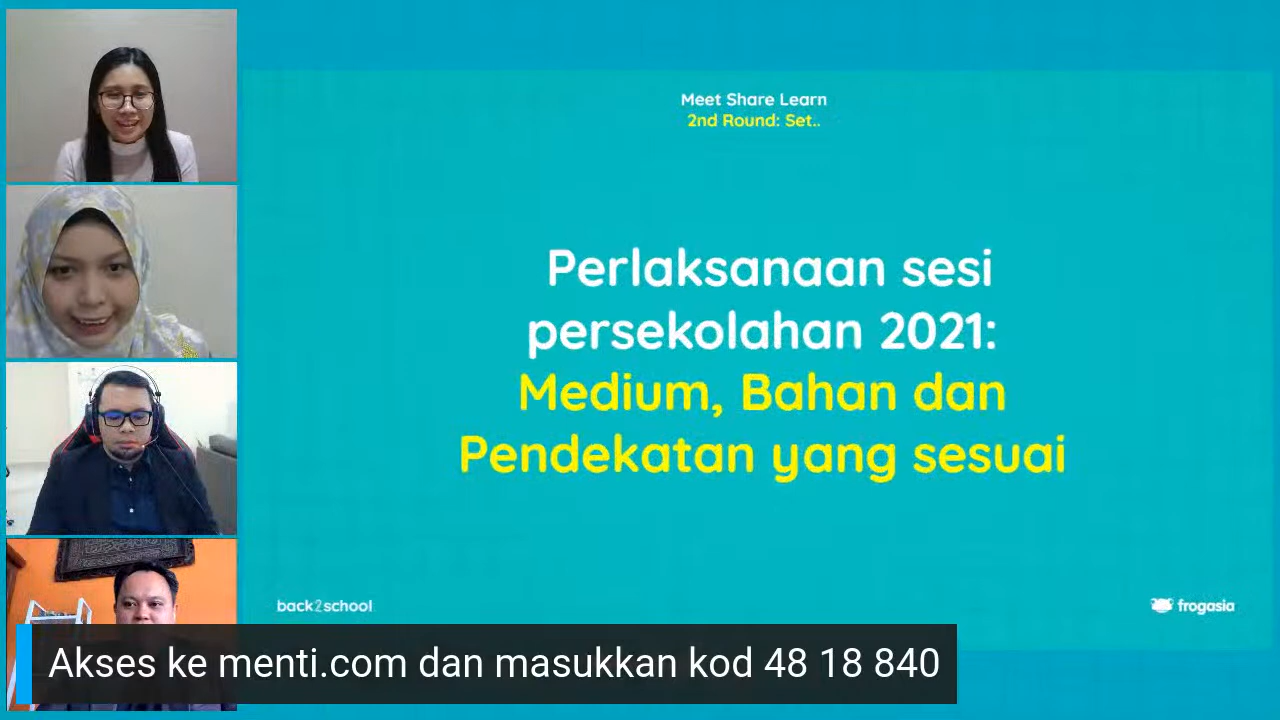 Meet Share Learn
2nd Round: Set..
Perlaksanaan sesi
persekolahan 2021:
Medium, Bahan dan
Pendekatan yang sesuai
back2school
frogasia
Akses ke menti.com dan masukkan kod 48 18 840